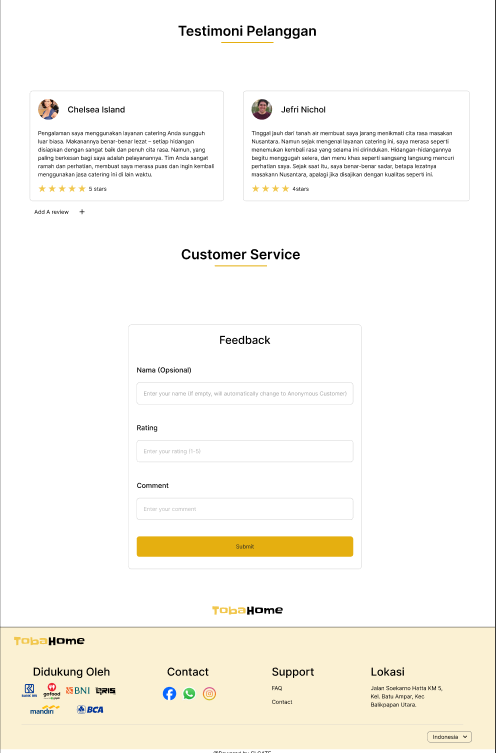 Testimoni Pelanggan
Chelsea Island
Pengalaman saya menggunakan layanan catering Anda sungguh
luar biasa. Makanannya benar-benar lezat – setiap hidangan
disiapkan dengan sangat baik dan penuh cita rasa. Namun, yang
paling berkesan bagi saya adalah pelayanannya. Tim Anda sangat
ramah dan perhatian, membuat saya merasa puas dan ingin kembali
menggunakan jasa catering ini di lain waktu.
5 stars
Jefri Nichol
Tinggal jauh dari tanah air membuat saya jarang menikmati cita rasa masakan
Nusantara. Namun sejak mengenal layanan catering ini, saya merasa seperti
menemukan kembali rasa yang selama ini dirindukan. Hidangan-hidangannya
begitu menggugah selera, dan menu khas seperti sangsang langsung mencuri
perhatian saya. Sejak saat itu, saya benar-benar sadar, betapa lezatnya
masakann Nusantara, apalagi jika disajikan dengan kualitas seperti ini.
4stars
Add A review +
Customer Service
Feedback
Nama (Opsional)
Enter your name (if empty, will automatically change to Anonymous Customer)
Rating
Enter your rating (1-5)
Comment
Enter your comment
Submit
TobaHome
TobaHome
Didukung Oleh
BANK BRI
gofood
BNI
QRIS
mandiri
BCA
Contact
Support
FAQ
Contact
Lokasi
Jalan Soekarno Hatta KM 5,
Kel. Batu Ampar, Kec
Balikpapan Utara.
Indonesia